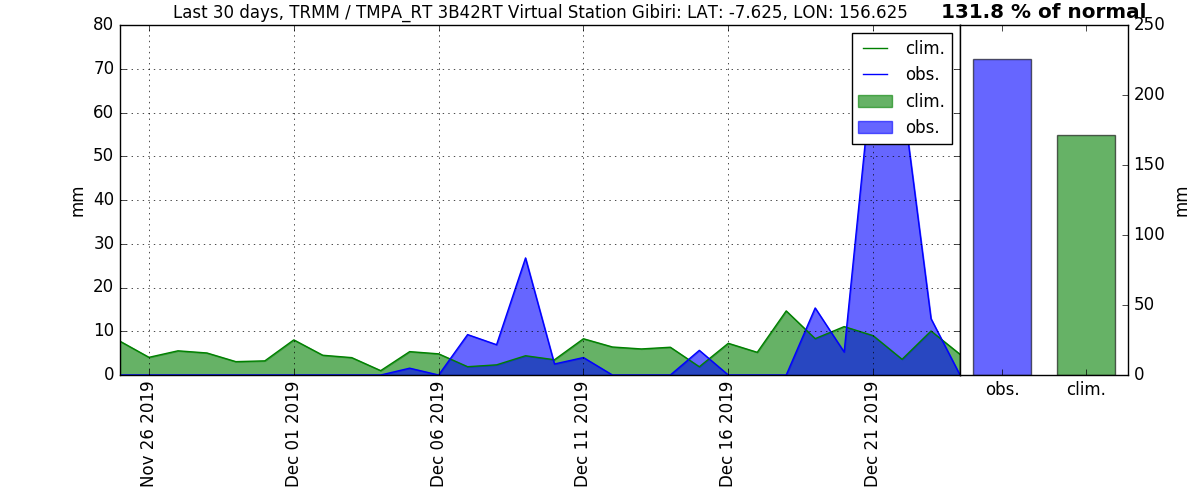 Last 30 days, TRMM / TMPA_RT 3B42RT Virtual Station Gibiri: LAT: -7.625, LON: 156.625
131.8 % of normal
80
70
60
50
40
30
20
10
0
mm
clim.
obs.
clim.
obs.
Nov 26 2019
Dec 01 2019
Dec 06 2019
Dec 11 2019
Dec 16 2019
Dec 21 2019
250
200
150
100
50
0
mm
obs.
clim.